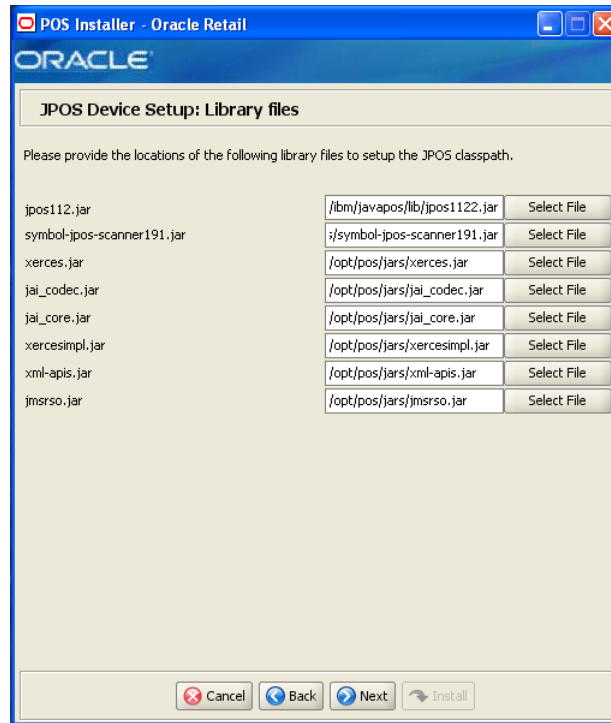 POS Installer - Oracle Retail
ORACLE
JPOS Device Setup: Library files
Please provide the locations of the following library files to setup the JPOS classpath.
jpos112.jar /ibm/javapos/lib/jpos1122.jar Select File
symbol-jpos-scanner191.jar ;/symbol-jpos-scanner191.jar Select File
xerces.jar /opt/pos/jars/xerces.jar Select File
jai_codec.jar /opt/pos/jars/jai_codec.jar Select File
jai_core.jar /opt/pos/jars/jai_core.jar Select File
xercesimpl.jar /opt/pos/jars/xercesimpl.jar Select File
xml-apis.jar /opt/pos/jars/xml-apis.jar Select File
jmsrso.jar /opt/pos/jars/jmsrso.jar Select File
Cancel Back Next Install